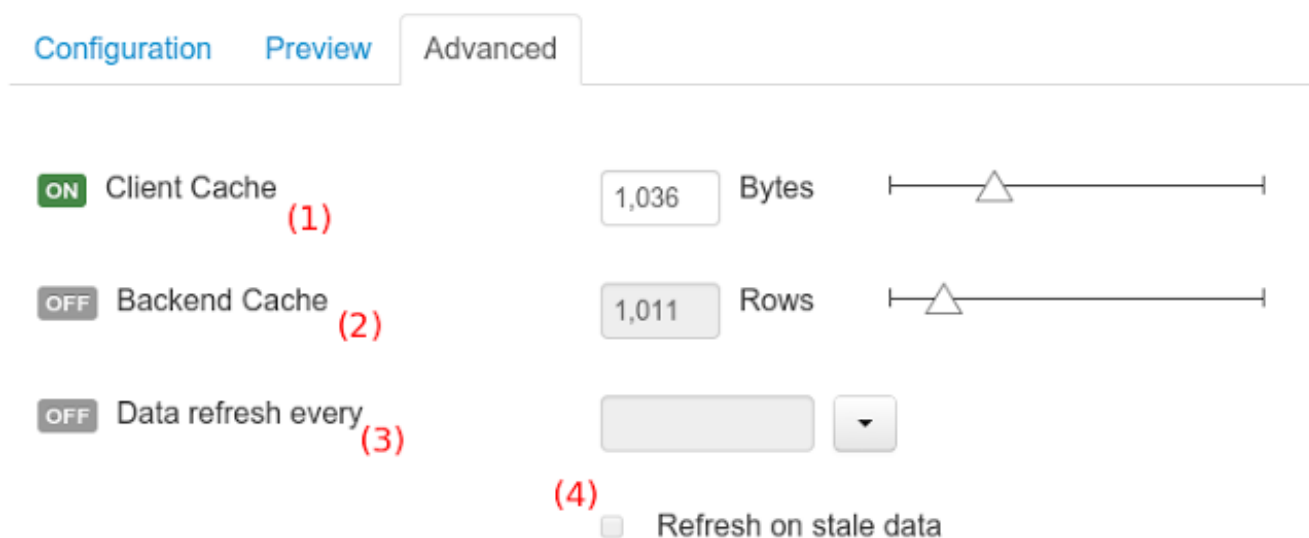 Configuration Preview Advanced
ON Client Cache (1) 1,036 Bytes
OFF Backend Cache (2) 1,011 Rows
OFF Data refresh every (3)
(4) Refresh on stale data